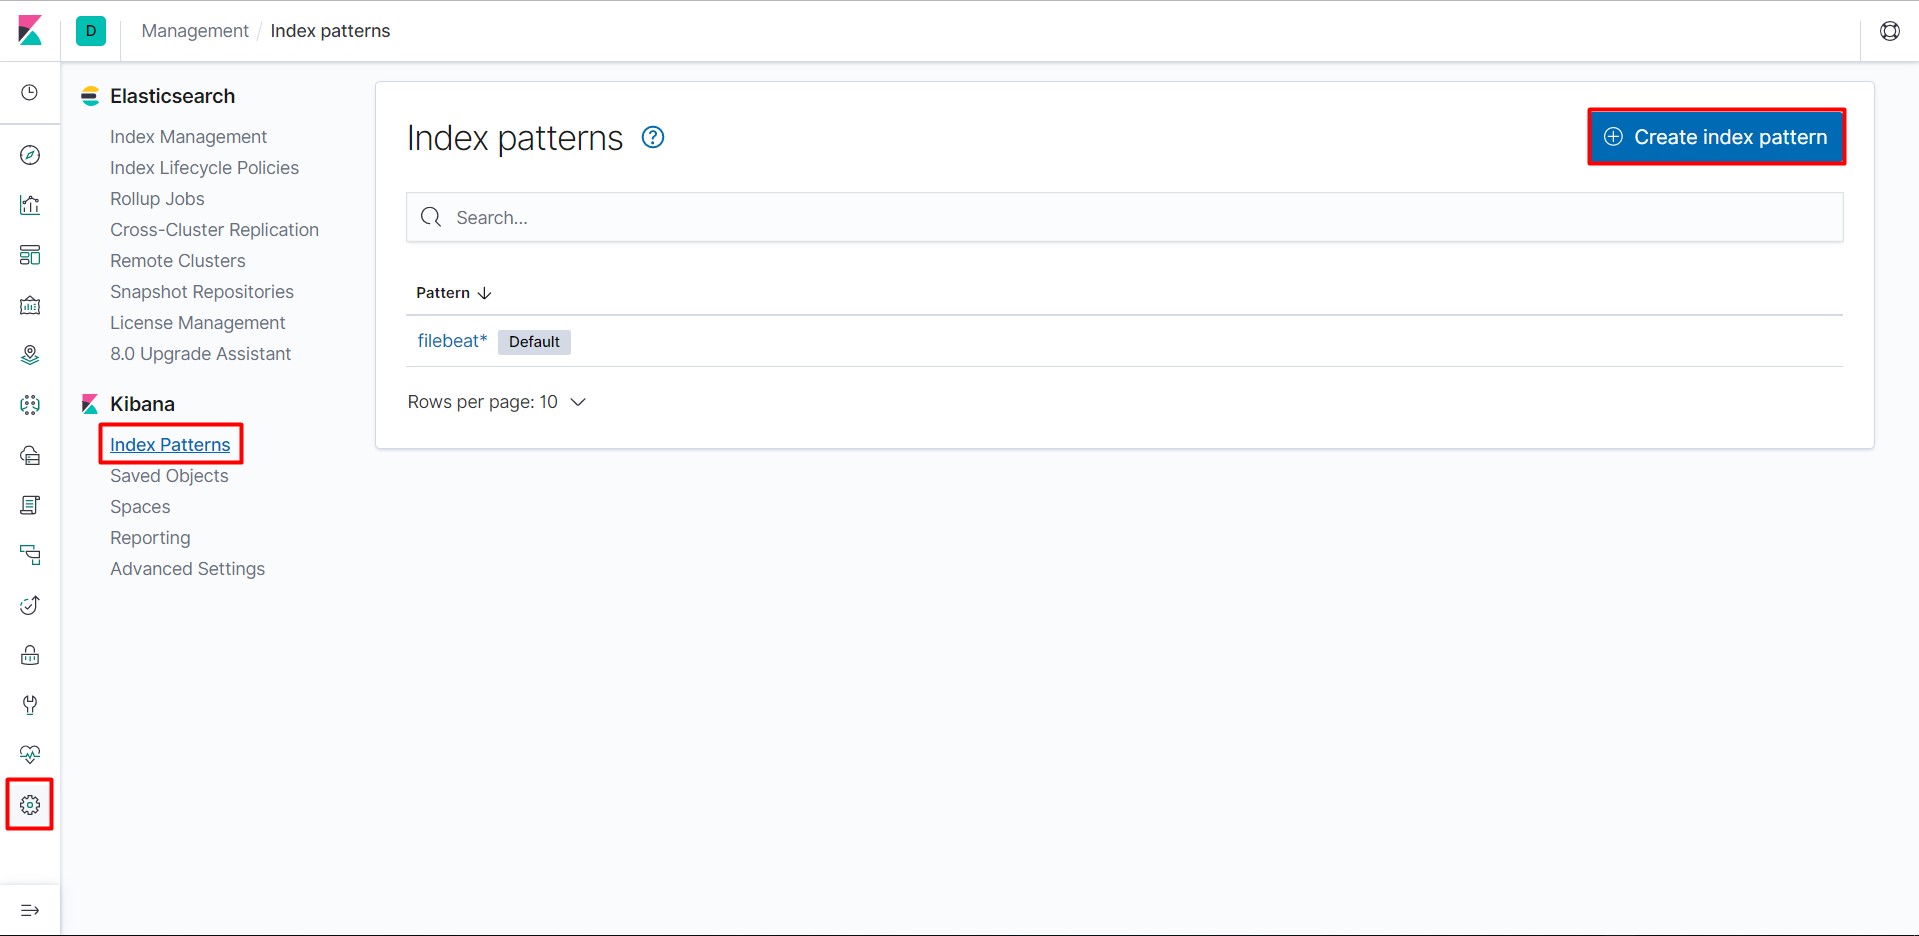 D
Management / Index patterns
Elasticsearch
Index Management
Index Lifecycle Policies
Rollup Jobs
Cross-Cluster Replication
Remote Clusters
Snapshot Repositories
License Management
8.0 Upgrade Assistant
Kibana
Index Patterns
Saved Objects
Spaces
Reporting
Advanced Settings
Index patterns ?
Create index pattern
Search...
Pattern ↓
filebeat* Default
Rows per page: 10